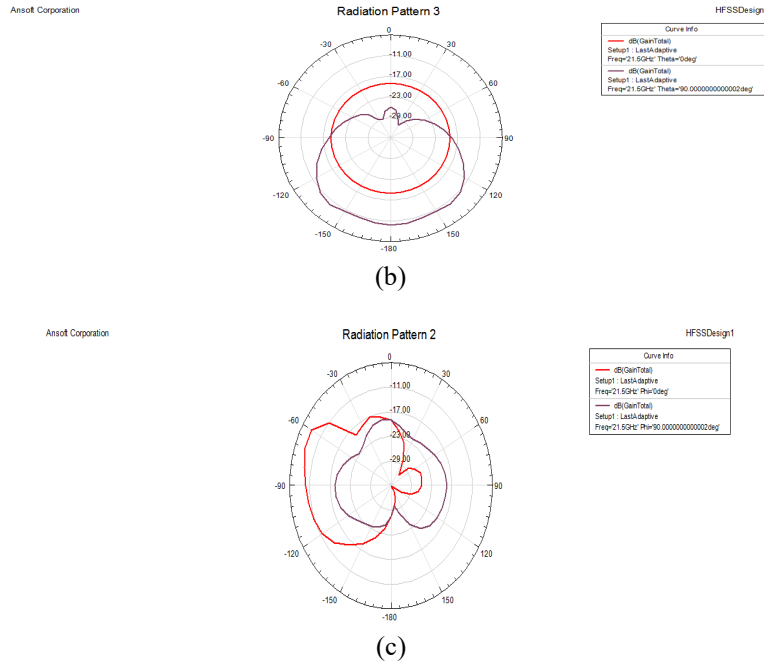 Ansoft Corporation
Radiation Pattern 3
HFSSDesign
0
-30
30
-60
60
-90
90
-120
120
-150
150
-180
-11.00
-17.00
-23.00
-29.00
Curve Info
dB(GainTotal)
Setup1 : LastAdaptive
Freq='21.5GHz' Theta='0deg'
dB(GainTotal)
Setup1 : LastAdaptive
Freq='21.5GHz' Theta='90.0000000000002deg'
(b)
Ansoft Corporation
Radiation Pattern 2
HFSSDesign1
0
-30
30
-60
60
-90
90
-120
120
-150
150
-180
-11.00
-17.00
-23.00
-29.00
Curve Info
dB(GainTotal)
Setup1 : LastAdaptive
Freq='21.5GHz' Phi='0deg'
dB(GainTotal)
Setup1 : LastAdaptive
Freq='21.5GHz' Phi='90.0000000000002deg'
(c)